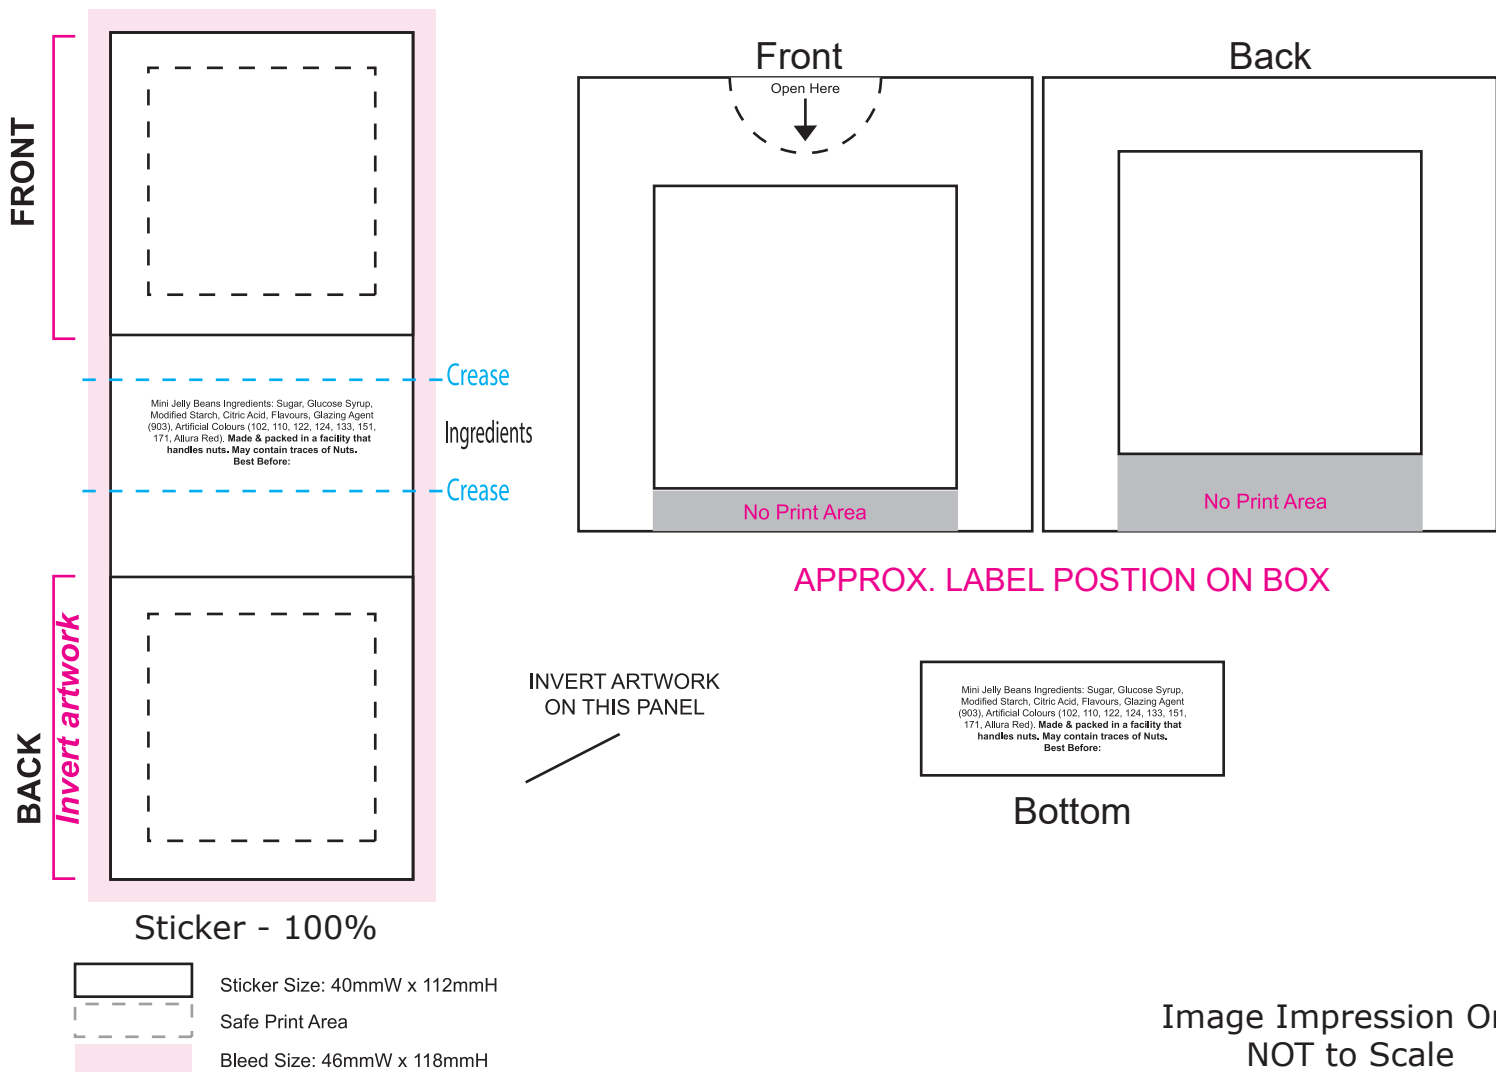 FRONT
Crease
Mini Jelly Beans Ingredients: Sugar, Glucose Syrup,
Modified Starch, Citric Acid, Flavours, Glazing Agent
(903), Artificial Colours (102, 110, 122, 124, 133, 151,
171, Allura Red). Made & packed in a facility that
handles nuts. May contain traces of Nuts.
Best Before:
Ingredients
Crease
BACK
Invert artwork
INVERT ARTWORK
ON THIS PANEL
Sticker - 100%
Sticker Size: 40mmW x 112mmH
Safe Print Area
Bleed Size: 46mmW x 118mmH
Front
Open Here
No Print Area
Back
No Print Area
APPROX. LABEL POSTION ON BOX
Mini Jelly Beans Ingredients: Sugar, Glucose Syrup,
Modified Starch, Citric Acid, Flavours, Glazing Agent
(903), Artificial Colours (102, 110, 122, 124, 133, 151,
171, Allura Red). Made & packed in a facility that
handles nuts. May contain traces of Nuts.
Best Before:
Bottom
Image Impression
NOT to Scale